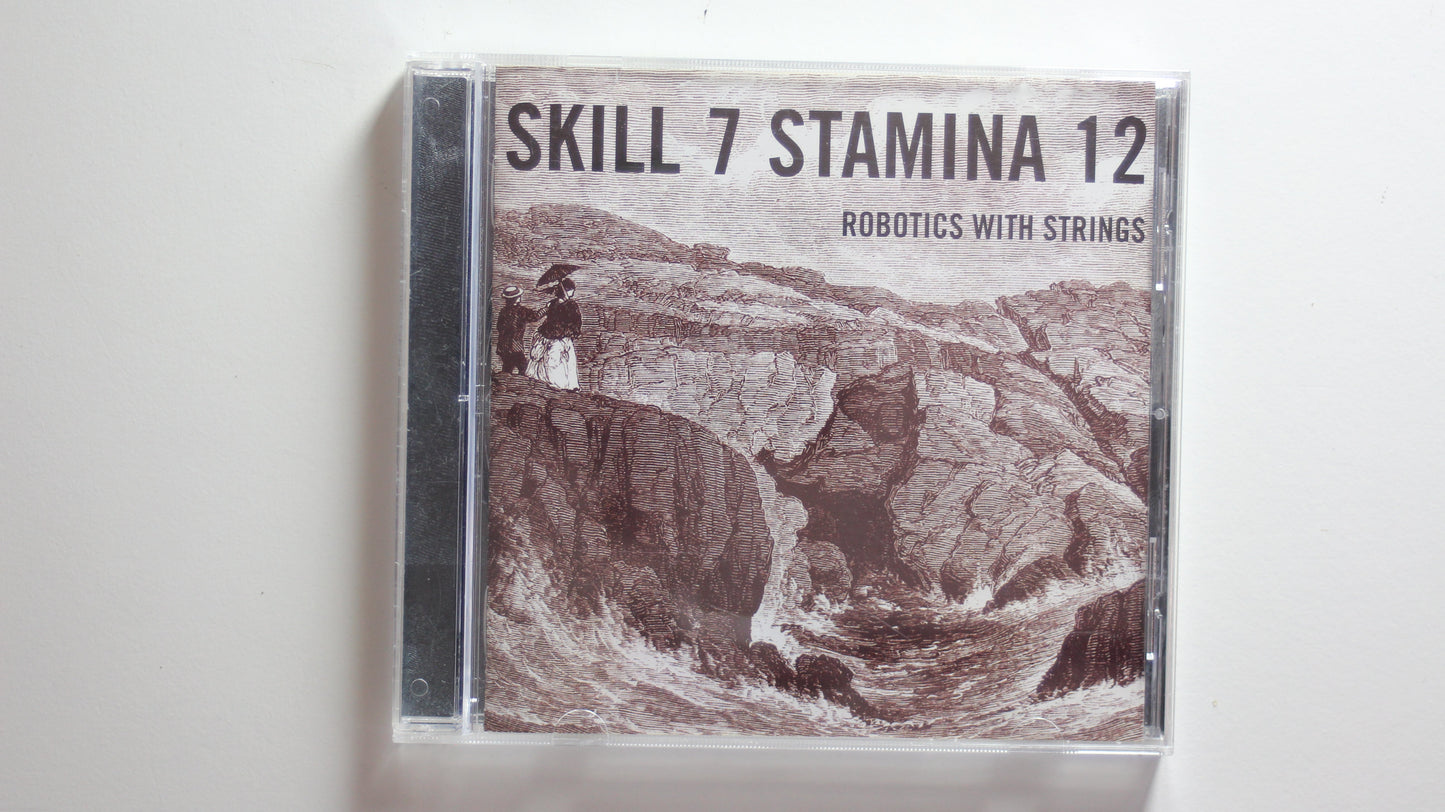 SKILL 7 STAMINA 12
ROBOTICS WITH STRINGS